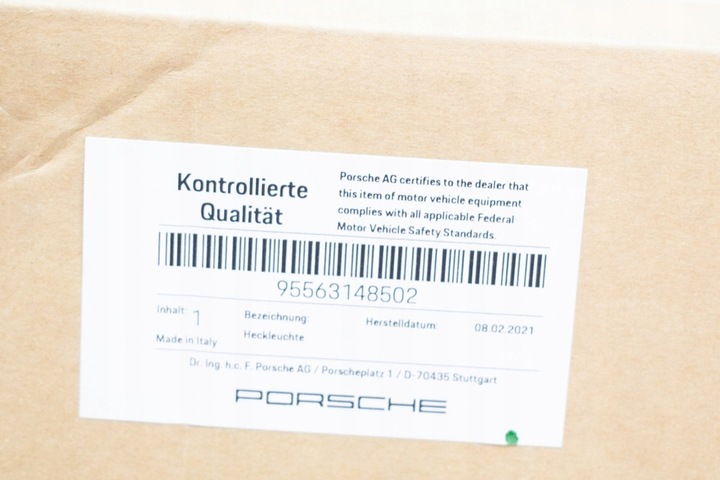 Kontrollierte
Qualität
Porsche AG certifies to the dealer that
this item of motor vehicle equipment
complies with all applicable Federal
Motor Vehicle Safety Standards.
95563148502
Inhalt: 1
Made in Italy
Bezeichnung:
Heckleuchte
Herstelldatum: 08.02.2021
Dr. Ing. h.c. F. Porsche AG / Porscheplatz 1 / D-70435 Stuttgart
PORSCHE